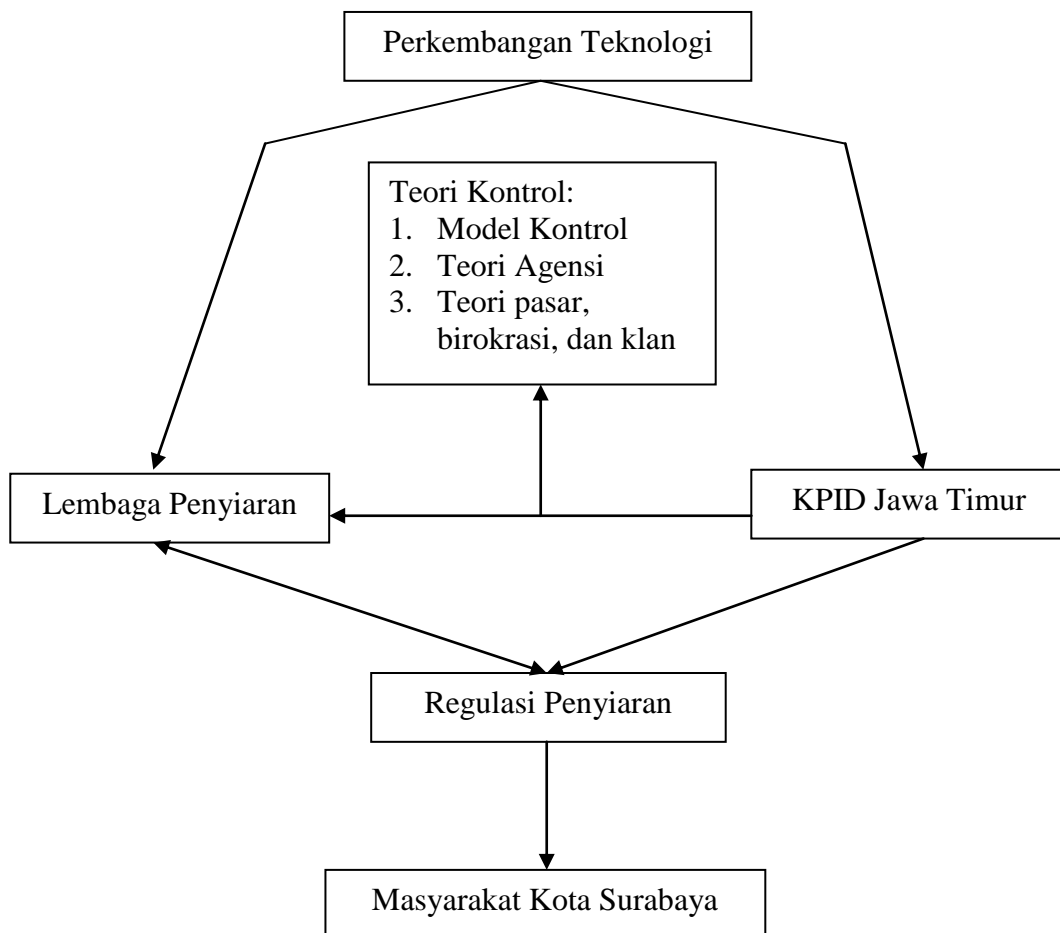 Perkembangan Teknologi
Teori Kontrol:
1. Model Kontrol
2. Teori Agensi
3. Teori pasar,
birokrasi, dan klan
Lembaga Penyiaran
KPID Jawa Timur
Regulasi Penyiaran
Masyarakat Kota Surabaya